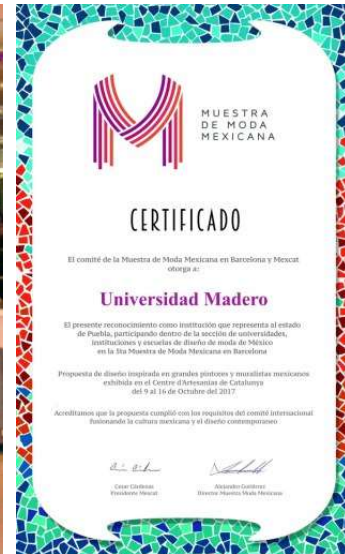 MUESTRA
DE MODA
MEXICANA
CERTIFICADO
El comité de la Muestra de Moda Mexicana en Barcelona y Mexcat
otorga a:
Universidad Madero
El presente reconocimiento como institución que representa al estado
de Puebla, participando dentro de la sección de universidades,
instituciones y escuelas de diseño de moda de México
en la 5ta Muestra de Moda Mexicana en Barcelona
Propuesta de diseño inspirada en grandes pintores y muralistas mexicanos
exhibida en el Centre d'Artesanías de Catalunya
del 9 al 16 de Octubre del 2017
Acreditamos que la propuesta cumplió con los requisitos del comité internacional
fusionando la cultura mexicana y el diseño contemporaneo
Cesar Cárdenas
Presidente Mexcat
Alejandro Gutiérrez
Director Muestra Moda Mexicana